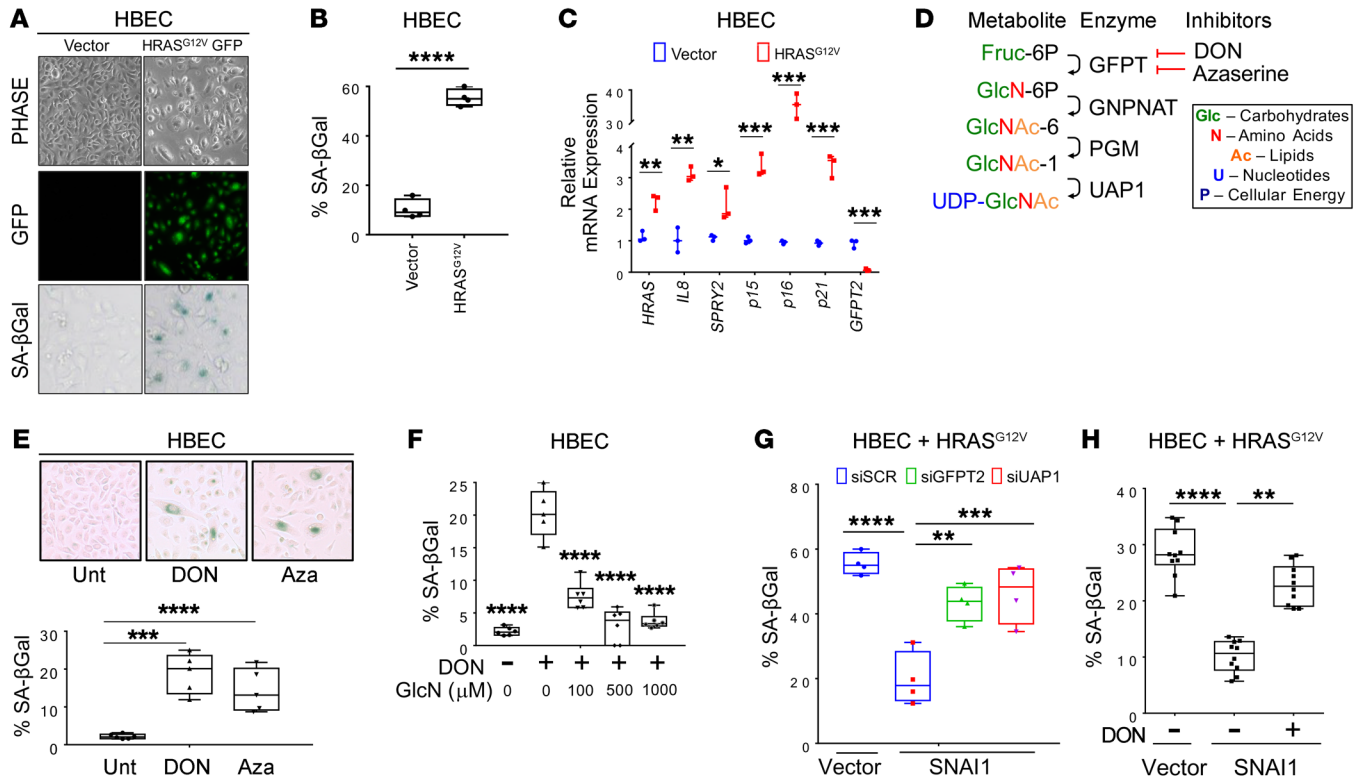 A
HBEC
Vector
HRASG12V GFP
PHASE
GFP
SA-βGal
B
HBEC
****
% SA-βGal
60
40
20
0
Vector
HRASG12V
C
HBEC
Vector
HRASG12V
Relative
mRNA Expression
40
30
4
3
2
1
0
**
**
*
***
***
***
***
HRAS
IL8
SPRY2
p15
p16
p21
GFPT2
D
Metabolite
Enzyme
Inhibitors
Fruc-6P
GFPT
DON
Azaserine
GlcN-6P
GNPNAT
GlcNAc-6
PGM
GlcNAc-1
UAP1
UDP-GlcNAc
Glc – Carbohydrates
N – Amino Acids
Ac – Lipids
U – Nucleotides
P – Cellular Energy
E
HBEC
Unt
DON
Aza
% SA-βGal
30
20
10
0
***
****
Unt
DON
Aza
F
HBEC
% SA-βGal
25
20
15
10
5
0
****
****
****
****
DON – + + + +
GlcN (μM) 0 0 100 500 1000
G
HBEC + HRASG12V
siSCR
siGFPT2
siUAP1
% SA-βGal
80
60
40
20
0
****
**
***
Vector
SNAI1
H
HBEC + HRASG12V
% SA-βGal
40
30
20
10
0
****
**
DON – – +
Vector
SNAI1